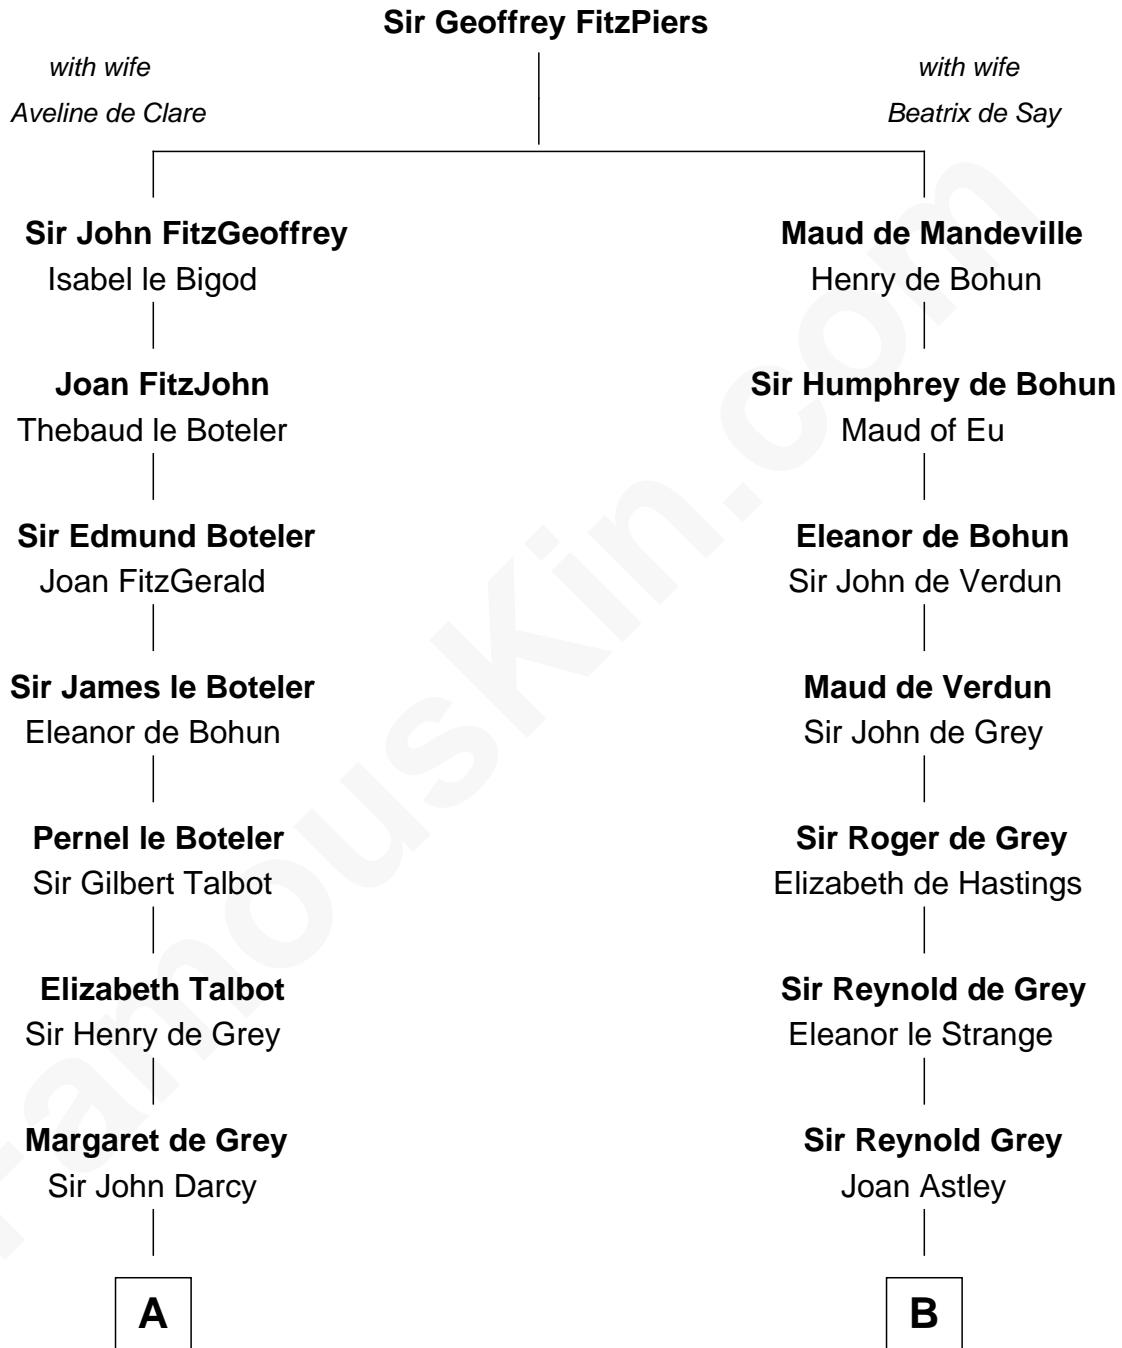 Sir Geoffrey FitzPiers
with wife
Aveline de Clare
with wife
Beatrix de Say
Sir John FitzGeoffrey
Isabel le Bigod
Joan FitzJohn
Thebaud le Boteler
Sir Edmund Boteler
Joan FitzGerald
Sir James le Boteler
Eleanor de Bohun
Pernel le Boteler
Sir Gilbert Talbot
Elizabeth Talbot
Sir Henry de Grey
Margaret de Grey
Sir John Darcy
A
Maud de Mandeville
Henry de Bohun
Sir Humphrey de Bohun
Maud of Eu
Eleanor de Bohun
Sir John de Verdun
Maud de Verdun
Sir John de Grey
Sir Roger de Grey
Elizabeth de Hastings
Sir Reynold de Grey
Eleanor le Strange
Sir Reynold Grey
Joan Astley
B
FamousKin.com